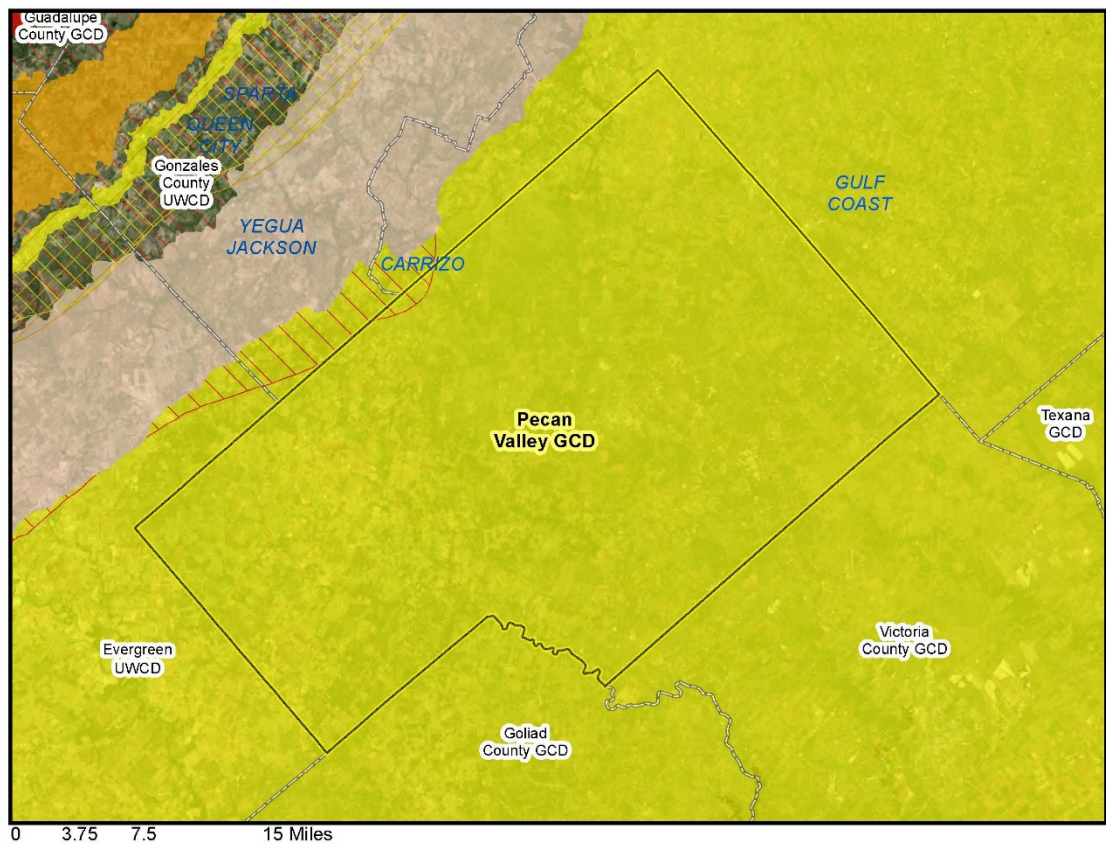 Guadalupe
County GCD
SPARTA
QUEEN
CITY
Gonzales
County
UWCD
GULF
COAST
YEGUA
JACKSON
CARRIZO
Pecan
Valley GCD
Texana
GCD
Evergreen
UWCD
Victoria
County GCD
Goliad
County GCD
0 3.75 7.5 15 Miles